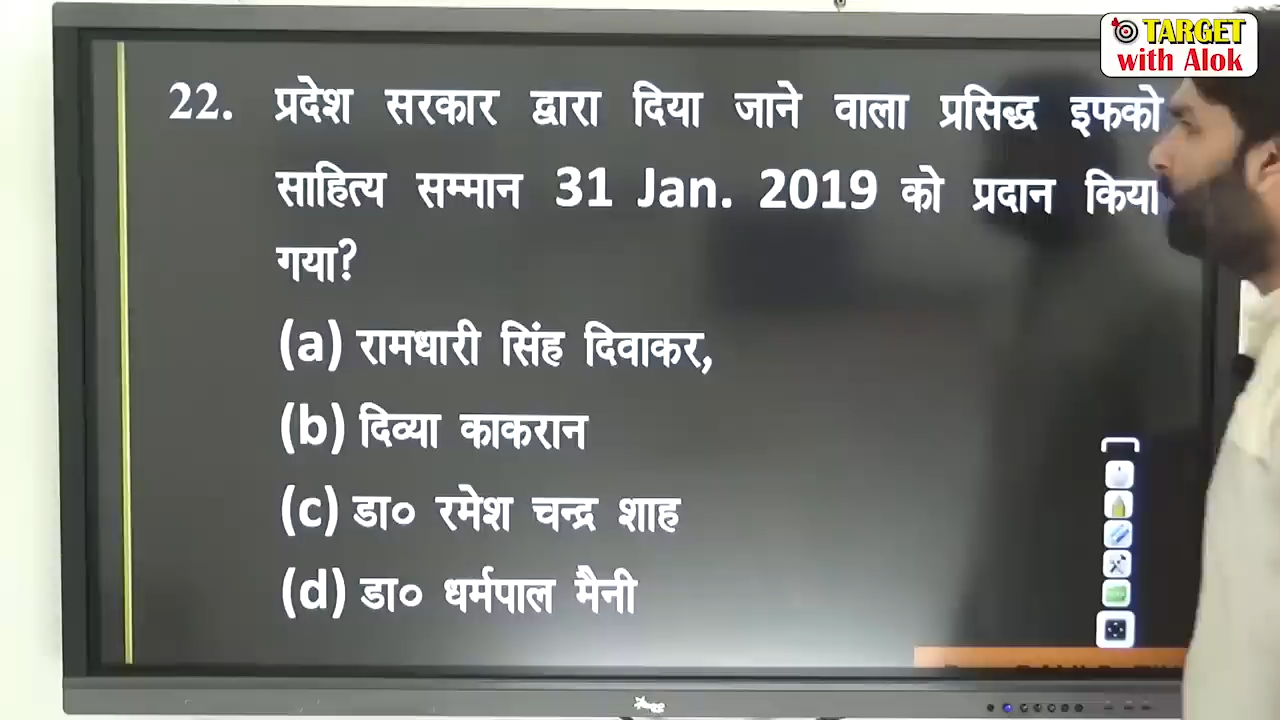 TARGET
with Alok
22. प्रदेश सरकार द्वारा दिया जाने वाला प्रसिद्ध इफको
साहित्य सम्मान 31 Jan. 2019 को प्रदान किया
गया?
(a) रामधारी सिंह दिवाकर,
(b) दिव्या काकरान
(c) डा० रमेश चन्द्र शाह
(d) डा० धर्मपाल मैनी